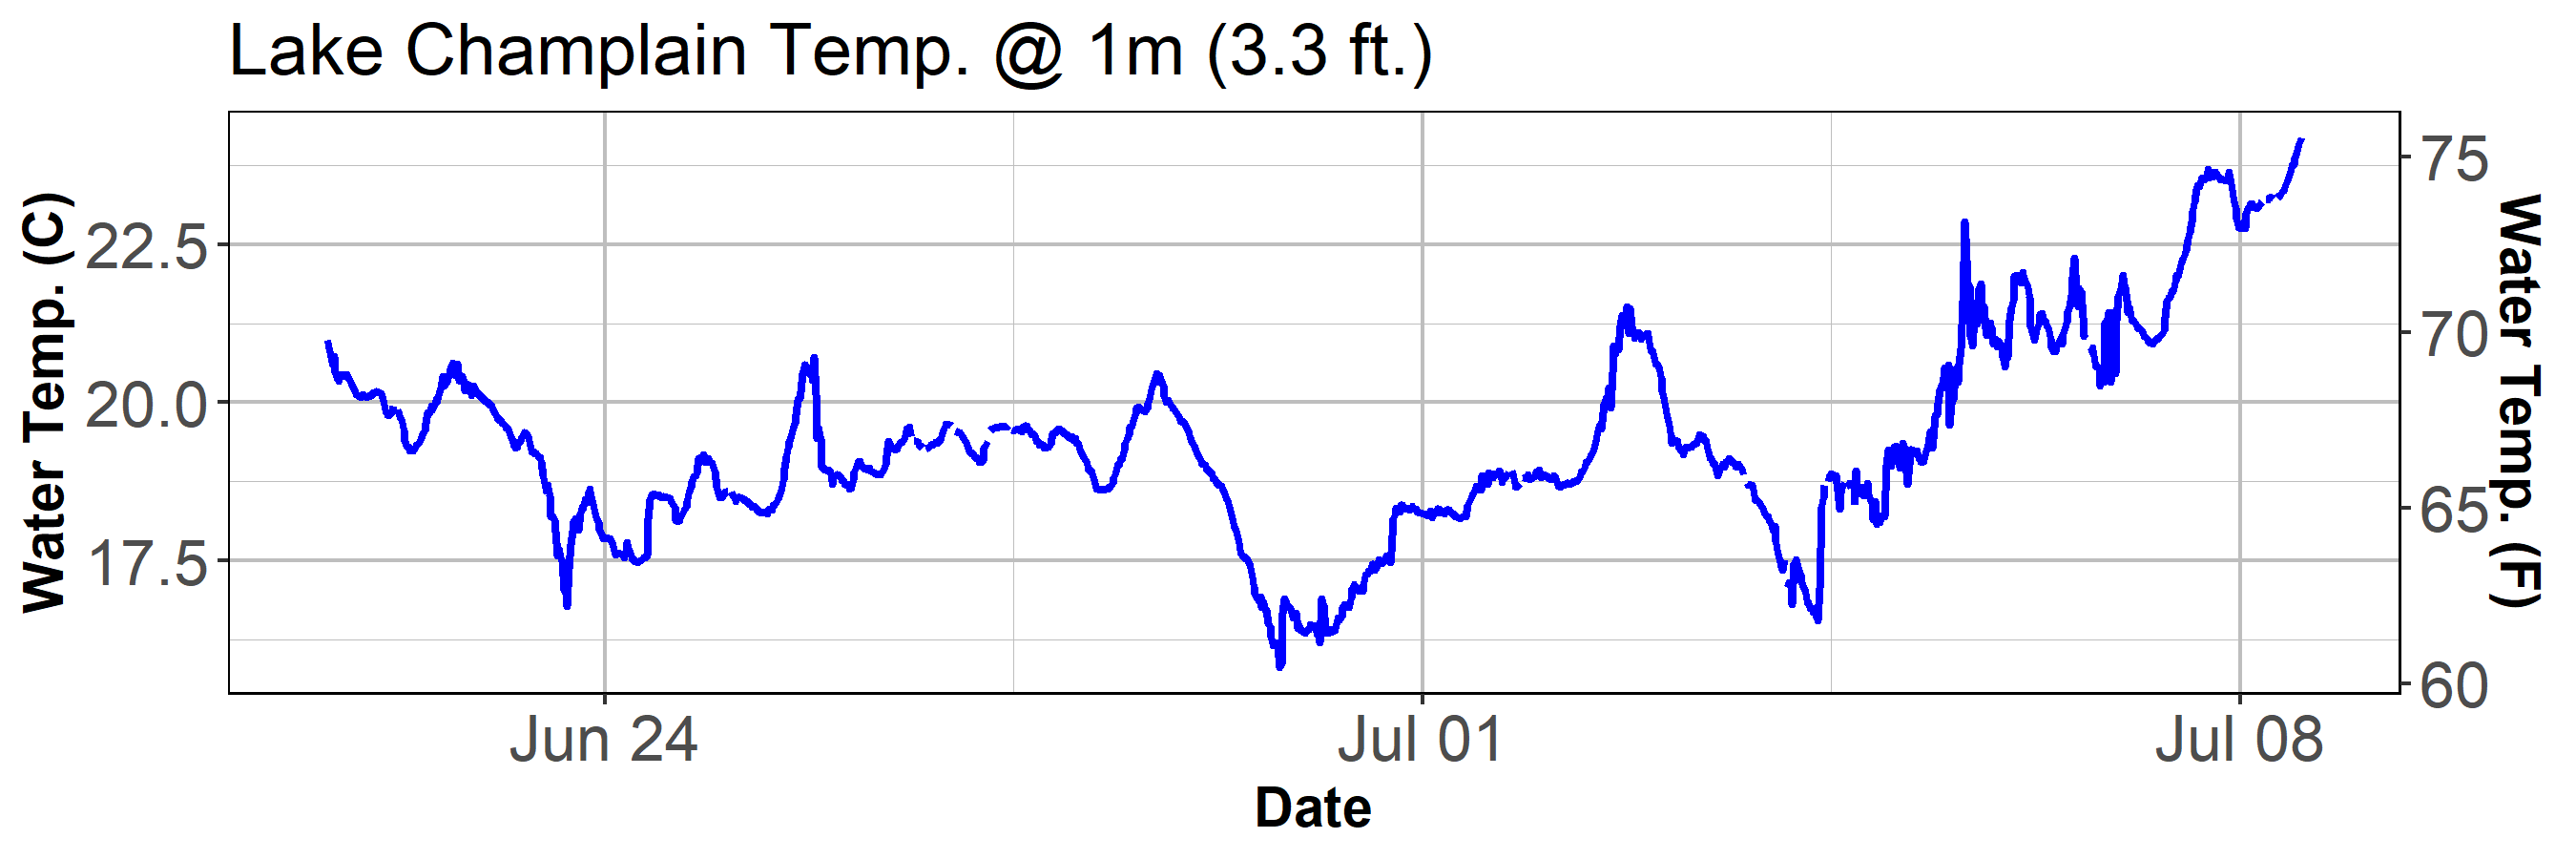 Lake Champlain Temp. @ 1m (3.3 ft.)
Water Temp. (C)
22.5
20.0
17.5
75
70
65
60
Water Temp. (F)
Jun 24
Jul 01
Jul 08
Date